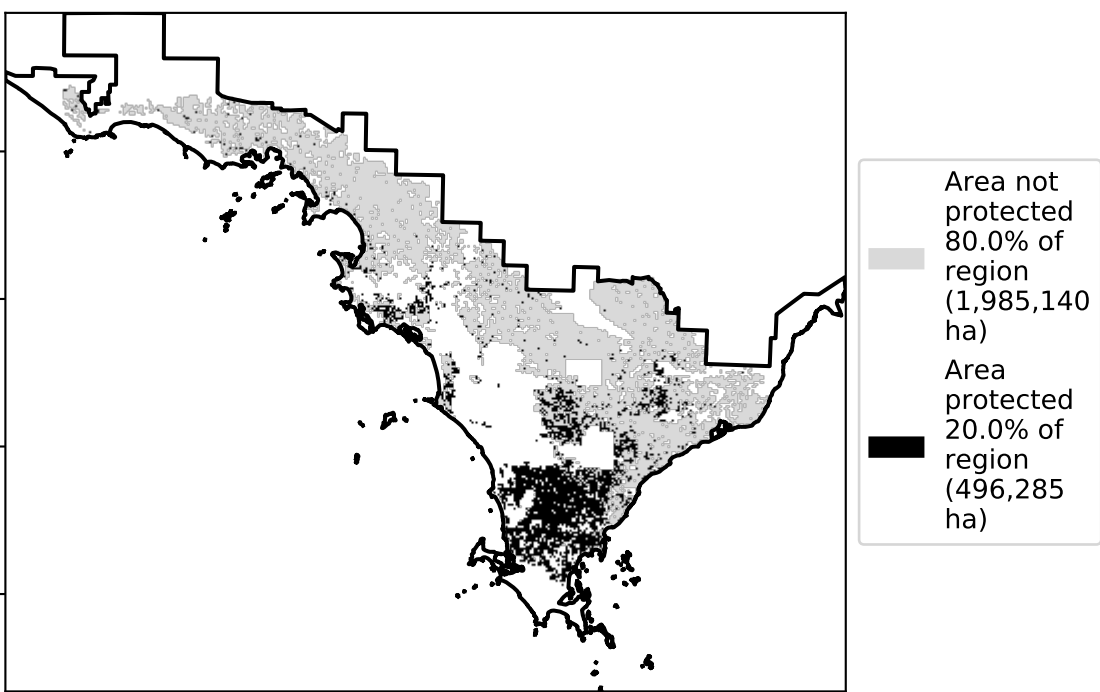 Area not
protected
80.0% of
region
(1,985,140
ha)
Area
protected
20.0% of
region
(496,285
ha)